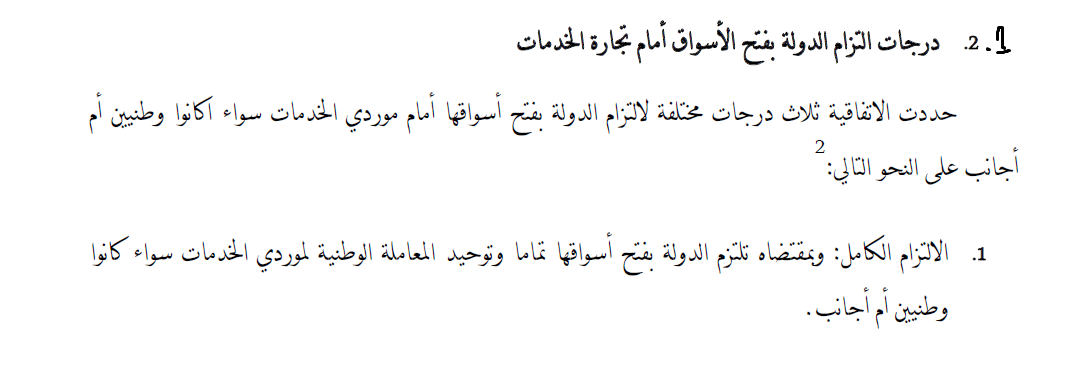 1.2. درجات التزام الدولة بفتح الأسواق أمام تجارة الخدمات
حددت الاتفاقية ثلاث درجات مختلفة لالتزام الدولة بفتح أسواقها أمام موردي الخدمات سواء اكانوا وطنيين أم
أجانب على النحو التالي:2
1. الالتزام الكامل: وبمقتضاه تلتزم الدولة بفتح أسواقها تماما وتوحيد المعاملة الوطنية لموردي الخدمات سواء كانوا
وطنيين أم أجانب.